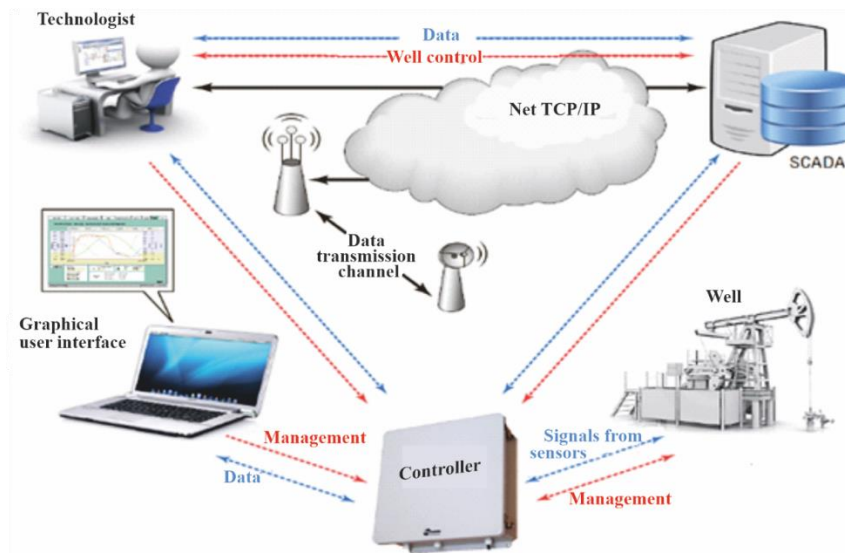 Technologist
Data
Well control
Net TCP/IP
SCADA
Data
transmission
channel
Well
Graphical
user interface
Management
Data
Controller
Signals from
sensors
Management